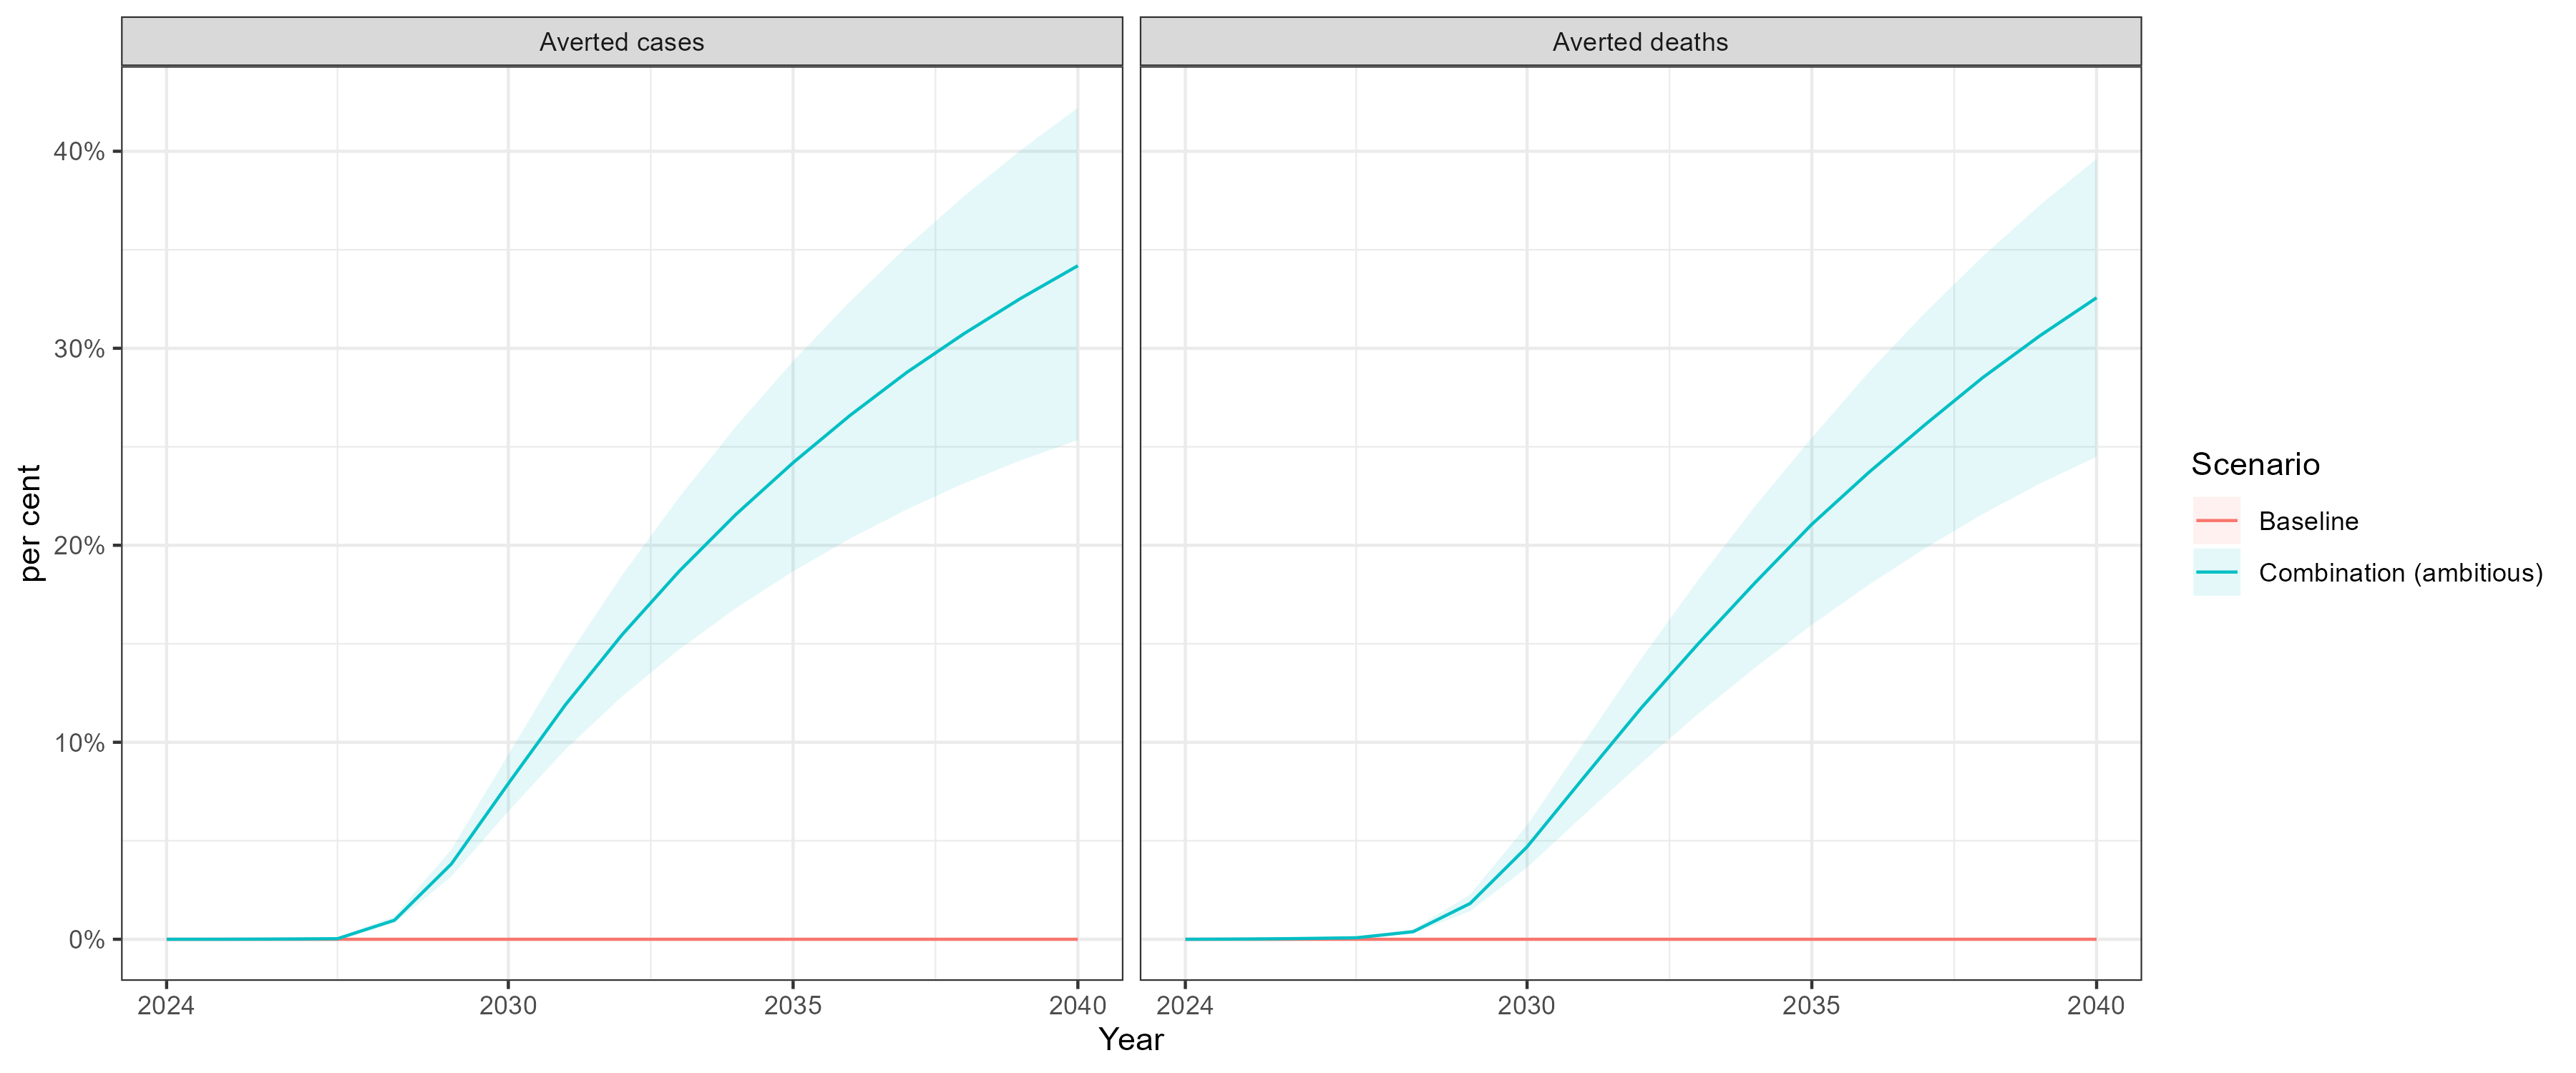 Averted cases
Averted deaths
per cent
40%
30%
20%
10%
0%
2024 2030 2035 2040
2024 2030 2035 2040
Year
Scenario
Baseline
Combination (ambitious)